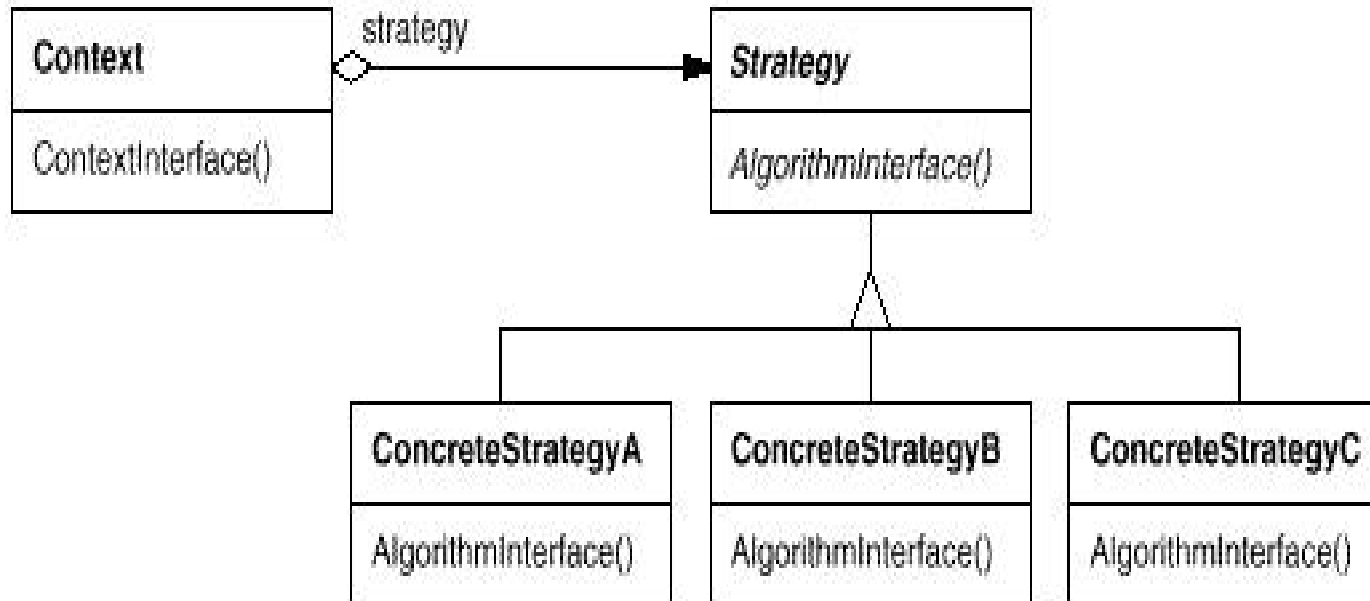 strategy
Context
Strategy
ContextInterface()
AlgorithmInterface()
ConcreteStrategyA
ConcreteStrategyB
ConcreteStrategyC
AlgorithmInterface()
AlgorithmInterface()
AlgorithmInterface()